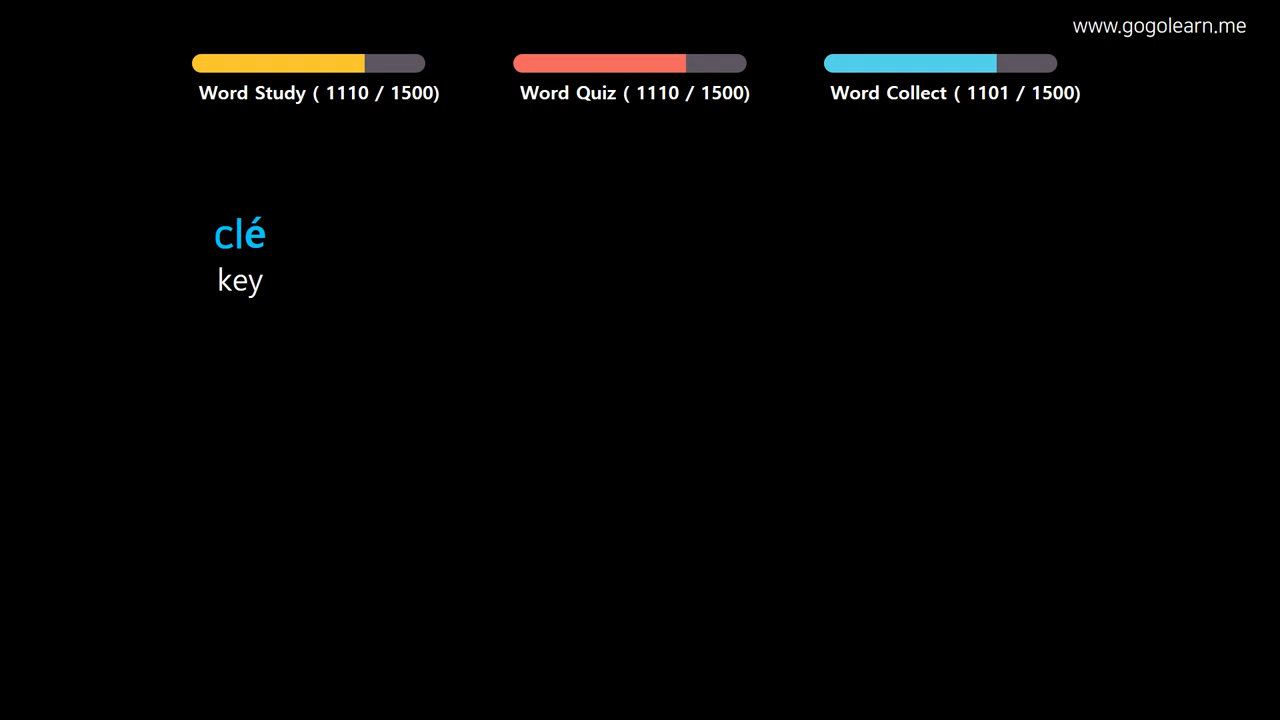 www.gogolearn.me
Word Study ( 1110 / 1500)
Word Quiz ( 1110 / 1500)
Word Collect ( 1101 / 1500)
clé
key